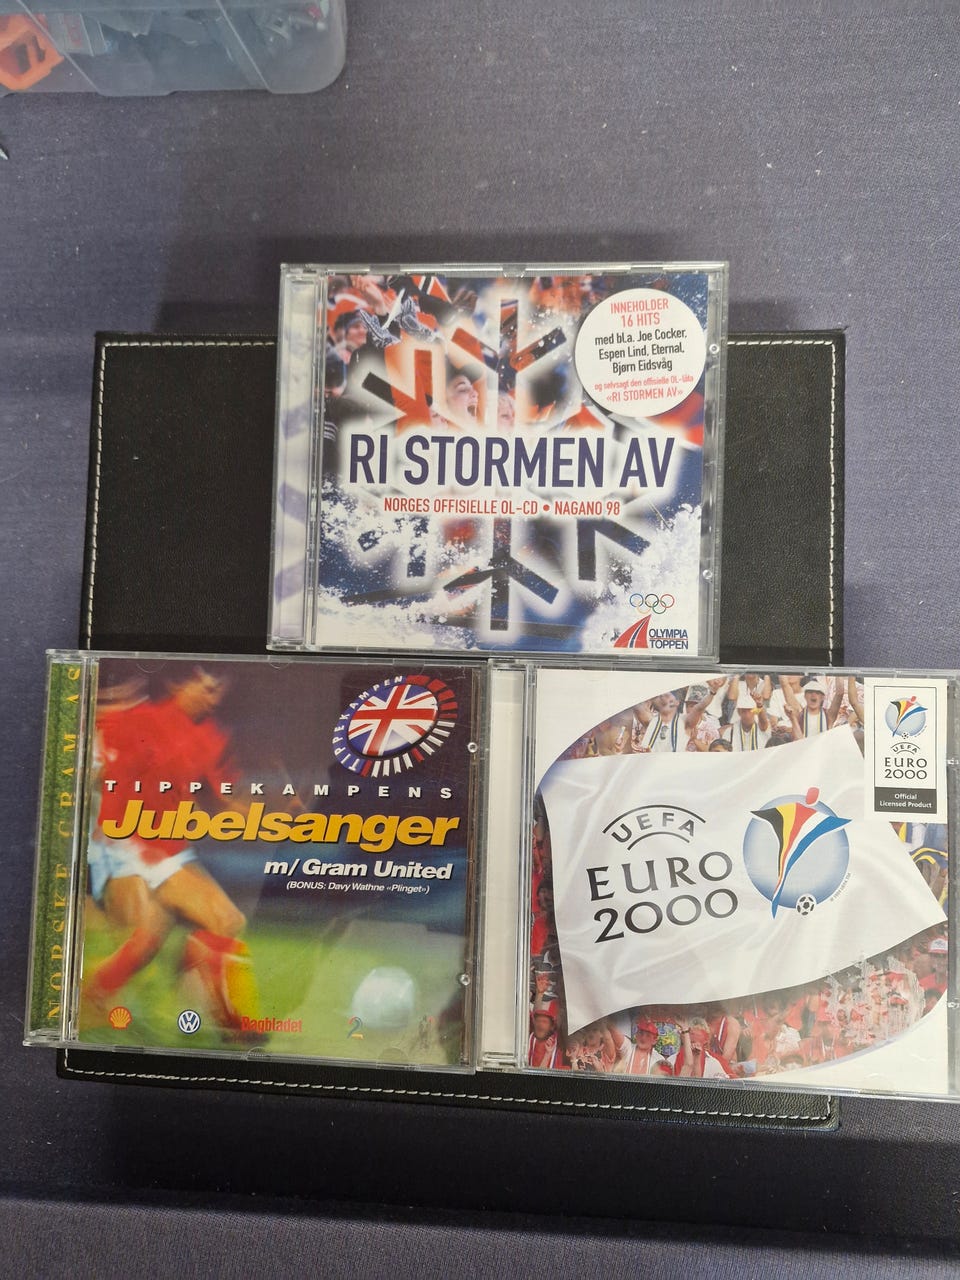 INNEHOLDER
16 HITS
med bl.a. Joe Cocker,
Espen Lind, Eternal,
Bjørn Eidsvåg
og selvsagt den offisielle OL-låta
«RI STORMEN AV»
RI STORMEN AV
NORGES OFFISIELLE OL-CD • NAGANO 98
OLYMPIA
TOPPEN
NORSKE GRAM AS
TIPPEKAMPEN
TIPPEKAMPENS
Jubelsanger
m/ Gram United
(BONUS: Davy Wathne «Plinget»)
Dagbladet
2
UEFA
EURO
2000
UEFA
EURO
2000
Official
Licensed Product